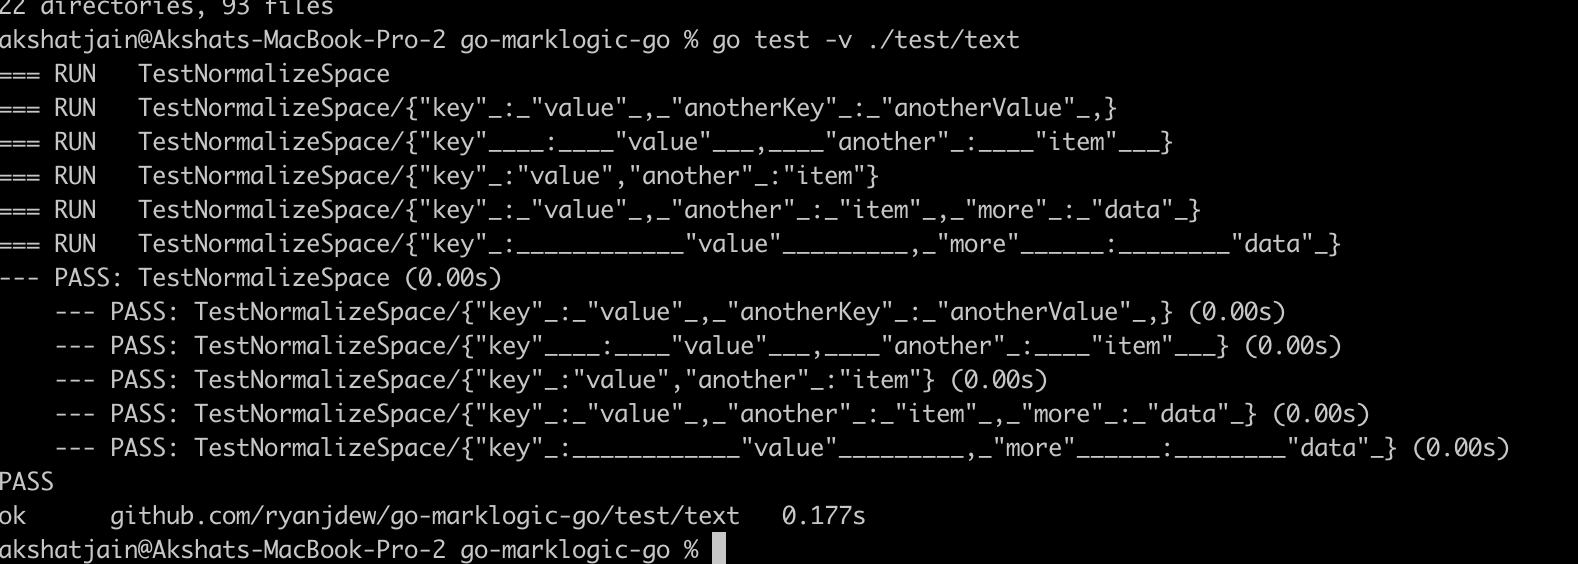 22 directories, 93 files
akshatjain@Akshats-MacBook-Pro-2 go-marklogic-go % go test -v ./test/text
=== RUN   TestNormalizeSpace
=== RUN   TestNormalizeSpace/{"key"_:_"value"_,_"anotherKey"_:_"anotherValue"_,}
=== RUN   TestNormalizeSpace/{"key"____:____"value"___,____"another"_:____"item"___}
=== RUN   TestNormalizeSpace/{"key"_:"value","another"_:"item"}
=== RUN   TestNormalizeSpace/{"key"_:_"value"_,_"another"_:_"item"_,_"more"_:_"data"_}
=== RUN   TestNormalizeSpace/{"key"_:____________"value"_________,_"more"______:________"data"_}
--- PASS: TestNormalizeSpace (0.00s)
    --- PASS: TestNormalizeSpace/{"key"_:_"value"_,_"anotherKey"_:_"anotherValue"_,} (0.00s)
    --- PASS: TestNormalizeSpace/{"key"____:____"value"___,____"another"_:____"item"___} (0.00s)
    --- PASS: TestNormalizeSpace/{"key"_:"value","another"_:"item"} (0.00s)
    --- PASS: TestNormalizeSpace/{"key"_:_"value"_,_"another"_:_"item"_,_"more"_:_"data"_} (0.00s)
    --- PASS: TestNormalizeSpace/{"key"_:____________"value"_________,_"more"______:________"data"_} (0.00s)
PASS
ok      github.com/ryanjdew/go-marklogic-go/test/text   0.177s
akshatjain@Akshats-MacBook-Pro-2 go-marklogic-go %